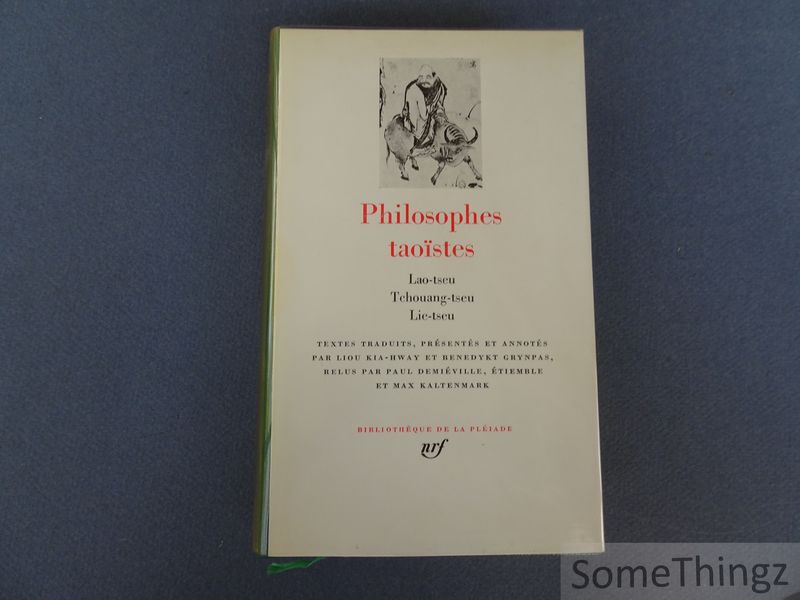 Philosophes
taoïstes
Lao-tseu
Tchouang-tseu
Lie-tseu
TEXTES TRADUITS, PRÉSENTÉS ET ANNOTÉS
PAR LIOU KIA-HWAY ET BENEDYKT GRYNPAS,
RELUS PAR PAUL DEMIÉVILLE, ÉTIEMBLE
ET MAX KALTENMARK
BIBLIOTHÈQUE DE LA PLÉIADE
nrf
SomeThingz